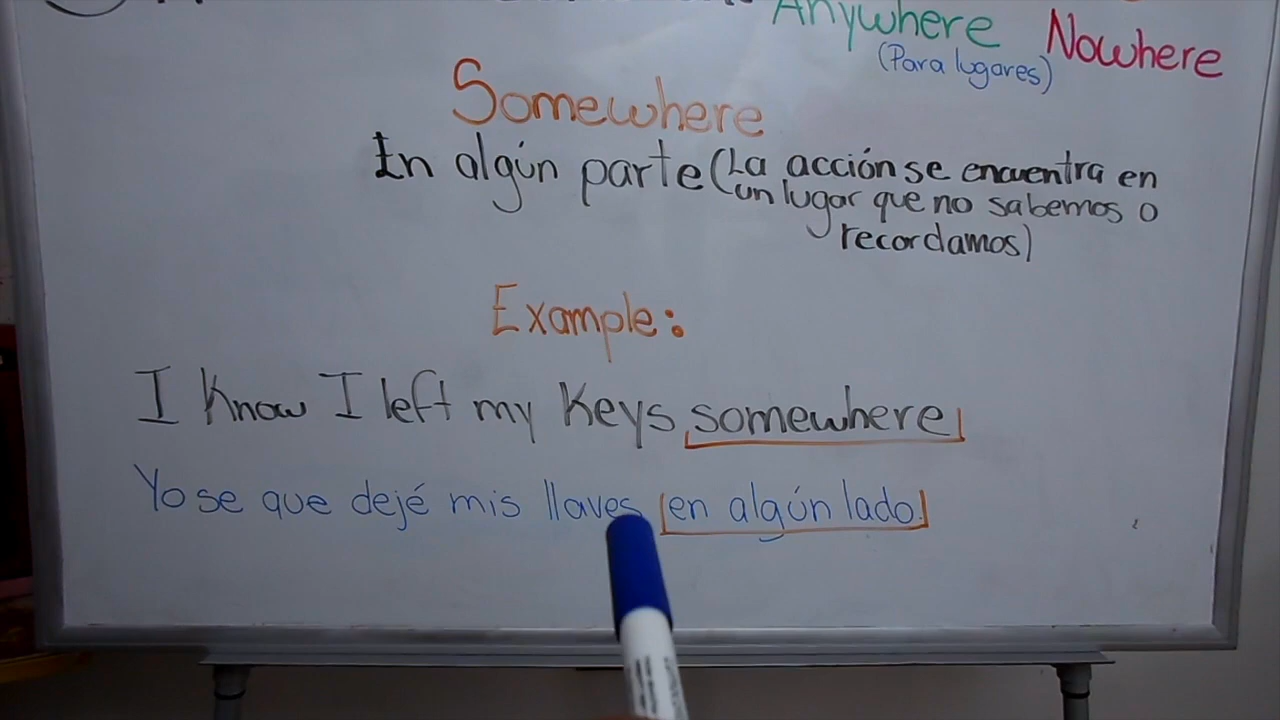 Anywhere Nowhere
(Para lugares)
Somewhere
En algún parte (La acción se encuentra en
un lugar que no sabemos o
recordamos)
Example:
I Know I left my Keys somewhere
Yo se que dejé mis llaves en algún lado.